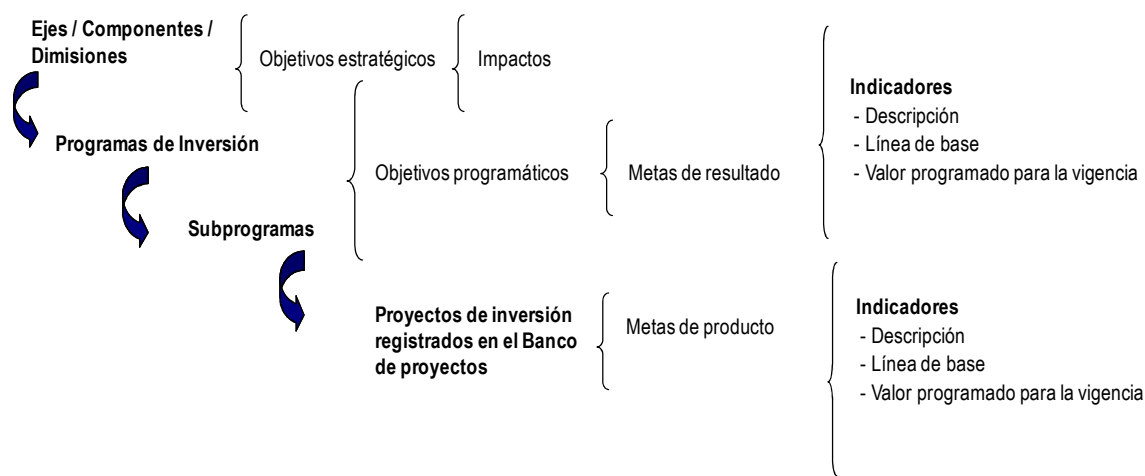 Ejes / Componentes /
Dimisiones
Objetivos estratégicos
Impactos
Programas de Inversión
Objetivos programáticos
Metas de resultado
Indicadores
- Descripción
- Línea de base
- Valor programado para la vigencia
Subprogramas
Proyectos de inversión
registrados en el Banco
de proyectos
Metas de producto
Indicadores
- Descripción
- Línea de base
- Valor programado para la vigencia